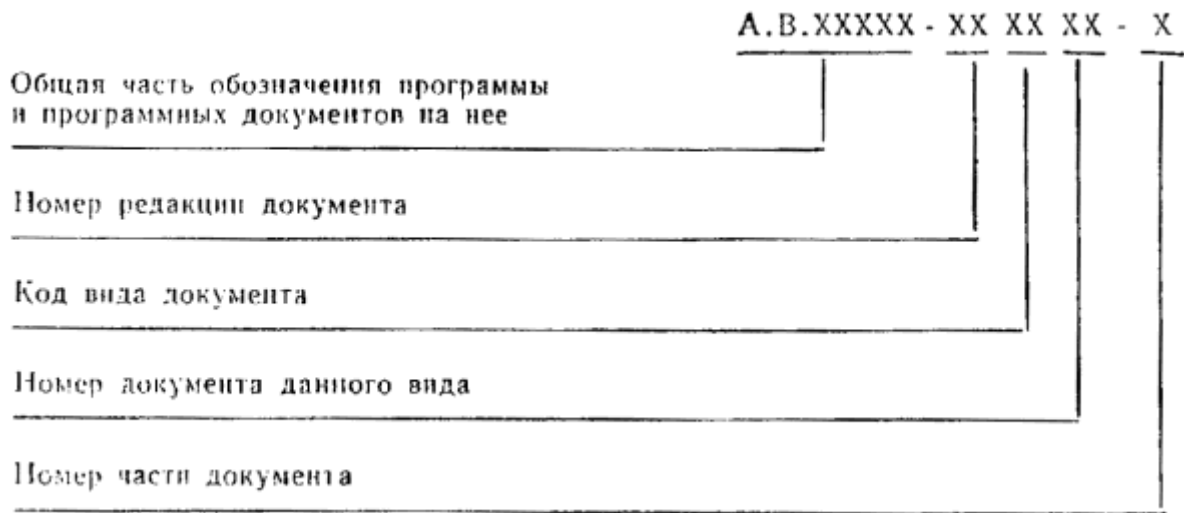 А.В.ХХХХХ - ХХ ХХ ХХ - Х
Общая часть обозначения программы
и программных документов на нее
Номер редакции документа
Код вида документа
Номер документа данного вида
Номер части документа